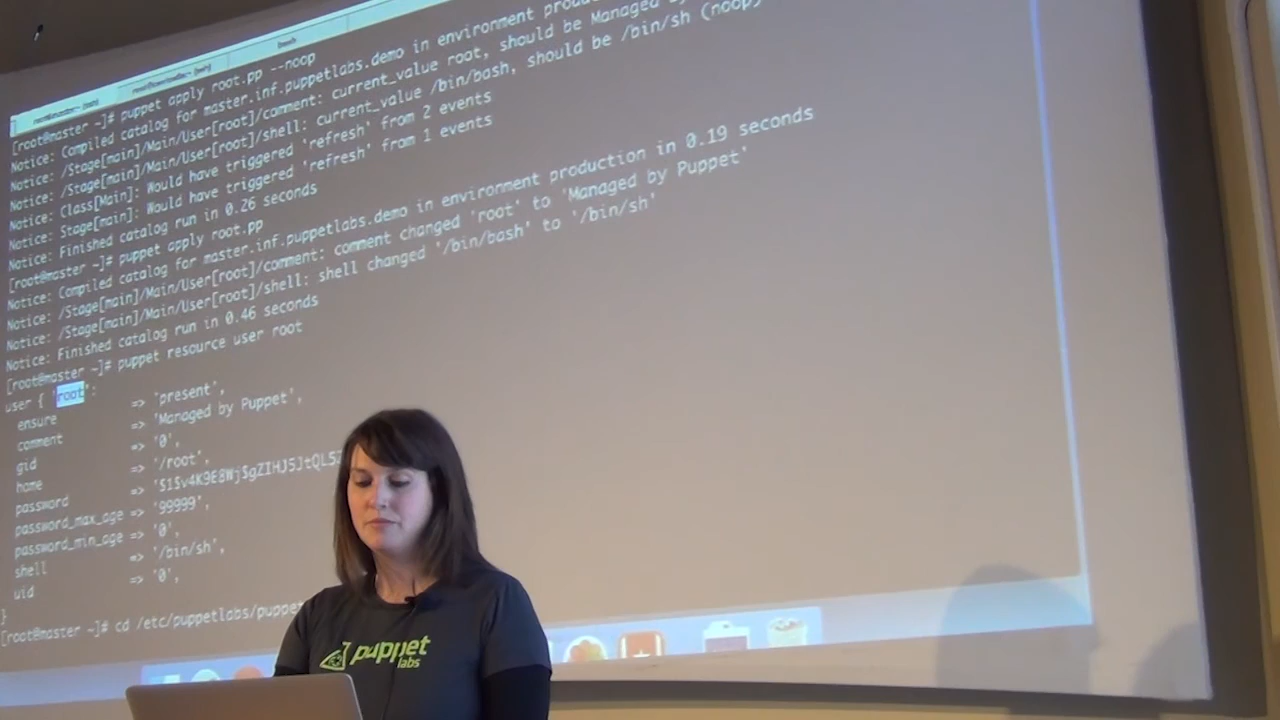 bash
[root@master ~]# puppet apply root.pp --noop
Notice: Compiled catalog for master.inf.puppetlabs.demo in environment
Notice: /Stage[main]/Main/User[root]/comment: current_value root, should be Managed
Notice: /Stage[main]/Main/User[root]/shell: current_value /bin/bash, should be /bin/sh (noop)
Notice: Class[Main]: Would have triggered 'refresh' from 2 events
Notice: Stage[main]: Would have triggered 'refresh' from 1 events
Notice: Finished catalog run in 0.26 seconds
[root@master ~]# puppet apply root.pp
Notice: Compiled catalog for master.inf.puppetlabs.demo in environment production in 0.19 seconds
Notice: /Stage[main]/Main/User[root]/comment: comment changed 'root' to 'Managed by Puppet'
Notice: /Stage[main]/Main/User[root]/shell: shell changed '/bin/bash' to '/bin/sh'
Notice: Finished catalog run in 0.46 seconds
[root@master ~]# puppet resource user root
user { 'root':
ensure => 'present',
comment => 'Managed by Puppet',
gid => '0',
home => '/root',
password =>
password_max_age => '99999',
password_min_age => '0',
shell => '/bin/sh',
uid => '0',
}
[root@master ~]# cd /etc/puppetlabs/puppet
puppet
labs